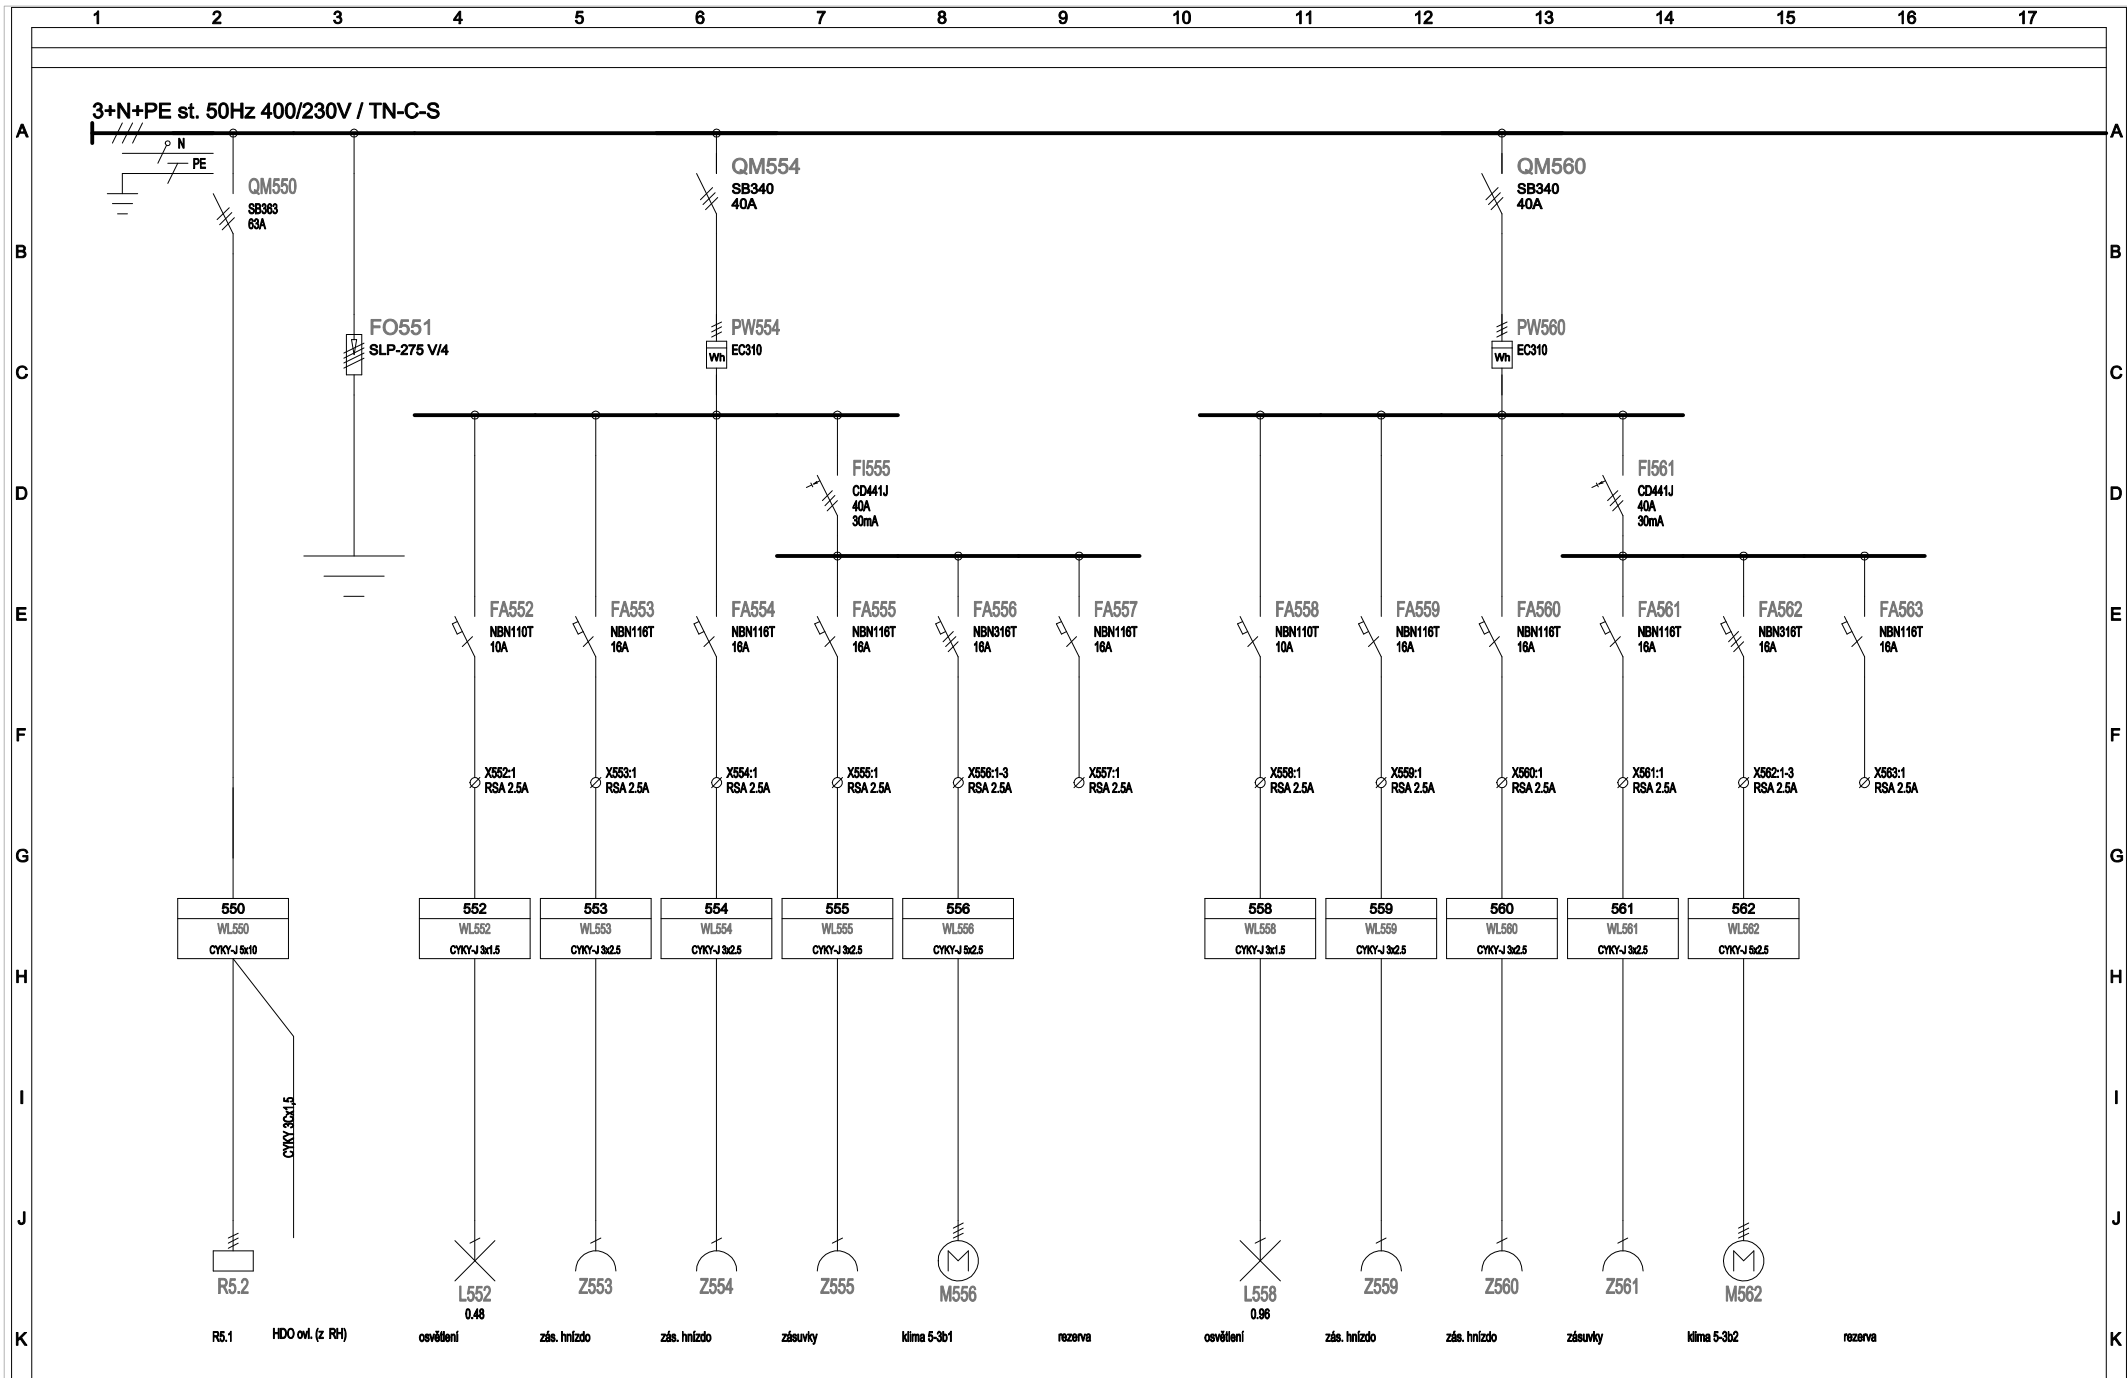 1 2 3 4 5 6 7 8 9 10 11 12 13 14 15 16 17
3+N+PE st. 50Hz 400/230V / TN-C-S
A A
N
PE
QM550
SB363
63A
QM554
SB340
40A
QM560
SB340
40A
B B
FO551
SLP-275 V/4
PW554
EC310
Wh
PW560
EC310
Wh
C C
FI555
CD441J
40A
30mA
FI561
CD441J
40A
30mA
D D
E E
FA552
NBN110T
10A
FA553
NBN116T
16A
FA554
NBN116T
16A
FA555
NBN116T
16A
FA556
NBN316T
16A
FA557
NBN116T
16A
FA558
NBN110T
10A
FA559
NBN116T
16A
FA560
NBN116T
16A
FA561
NBN116T
16A
FA562
NBN316T
16A
FA563
NBN116T
16A
F F
X552:1
RSA 2.5A
X553:1
RSA 2.5A
X554:1
RSA 2.5A
X555:1
RSA 2.5A
X556:1-3
RSA 2.5A
X557:1
RSA 2.5A
X558:1
RSA 2.5A
X559:1
RSA 2.5A
X560:1
RSA 2.5A
X561:1
RSA 2.5A
X562:1-3
RSA 2.5A
X563:1
RSA 2.5A
G G
550
WL550
CYKY-J 5x10
552
WL552
CYKY-J 3x1.5
553
WL553
CYKY-J 3x2.5
554
WL554
CYKY-J 3x2.5
555
WL555
CYKY-J 3x2.5
556
WL556
CYKY-J 5x2.5
558
WL558
CYKY-J 3x1.5
559
WL559
CYKY-J 3x2.5
560
WL560
CYKY-J 3x2.5
561
WL561
CYKY-J 3x2.5
562
WL562
CYKY-J 5x2.5
H H
I I
CYKY 3Cx1,5
J J
R5.2
L552
0.48
Z553
Z554
Z555
M
M556
L558
0.96
Z559
Z560
Z561
M
M562
K K
R5.1 HDO ovl. (z RH) osvětlení zás. hnízdo zás. hnízdo zásuvky klima 5-3b1 rezerva osvětlení zás. hnízdo zás. hnízdo zásuvky klima 5-3b2 rezerva